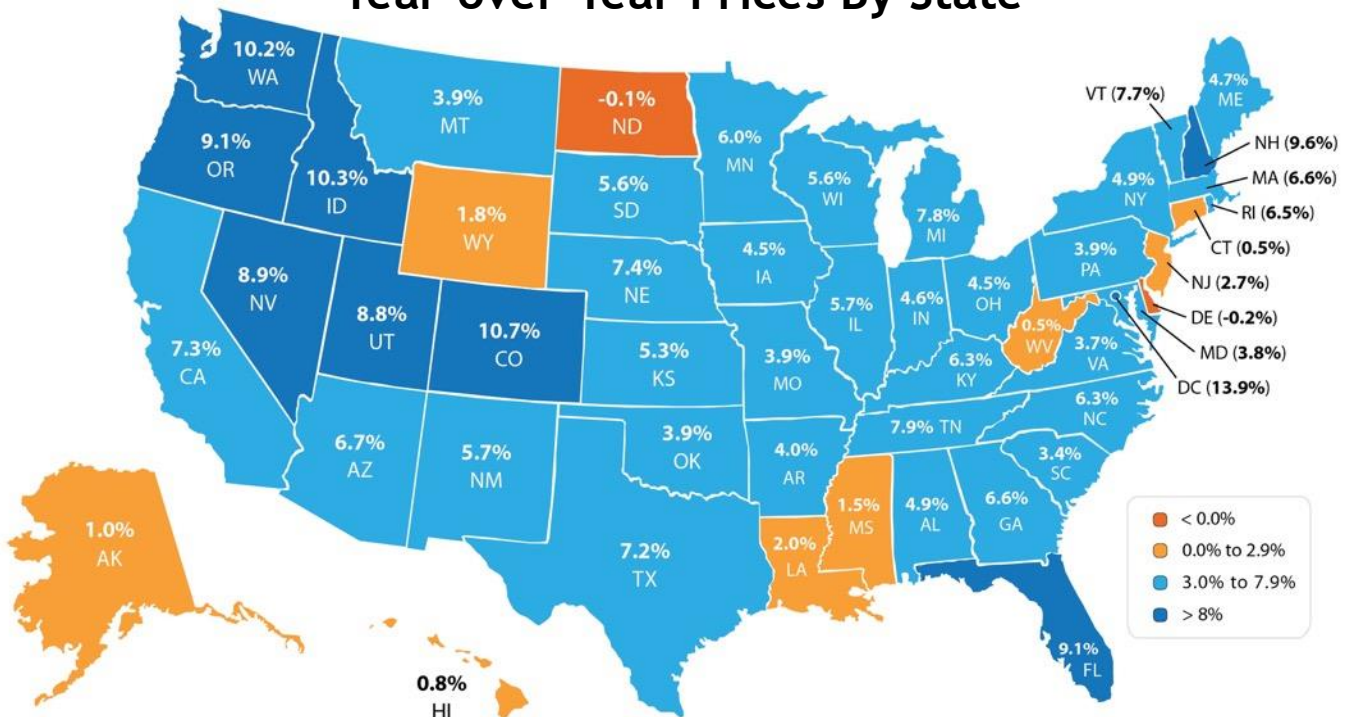 Year-over-Year Prices By State
10.2%
WA
9.1%
OR
10.3%
ID
3.9%
MT
-0.1%
ND
6.0%
MN
5.6%
SD
5.6%
WI
7.8%
MI
1.8%
WY
8.9%
NV
8.8%
UT
10.7%
CO
7.4%
NE
4.5%
IA
5.7%
IL
4.6%
IN
4.5%
OH
3.9%
PA
4.9%
NY
4.7%
ME
VT (7.7%)
NH (9.6%)
MA (6.6%)
RI (6.5%)
CT (0.5%)
NJ (2.7%)
DE (-0.2%)
MD (3.8%)
DC (13.9%)
7.3%
CA
5.3%
KS
3.9%
MO
6.3%
KY
0.5%
WV
3.7%
VA
6.3%
NC
7.9% TN
3.4%
SC
6.7%
AZ
5.7%
NM
3.9%
OK
4.0%
AR
1.5%
MS
4.9%
AL
6.6%
GA
7.2%
TX
2.0%
LA
9.1%
FL
1.0%
AK
0.8%
HI
< 0.0%
0.0% to 2.9%
3.0% to 7.9%
> 8%